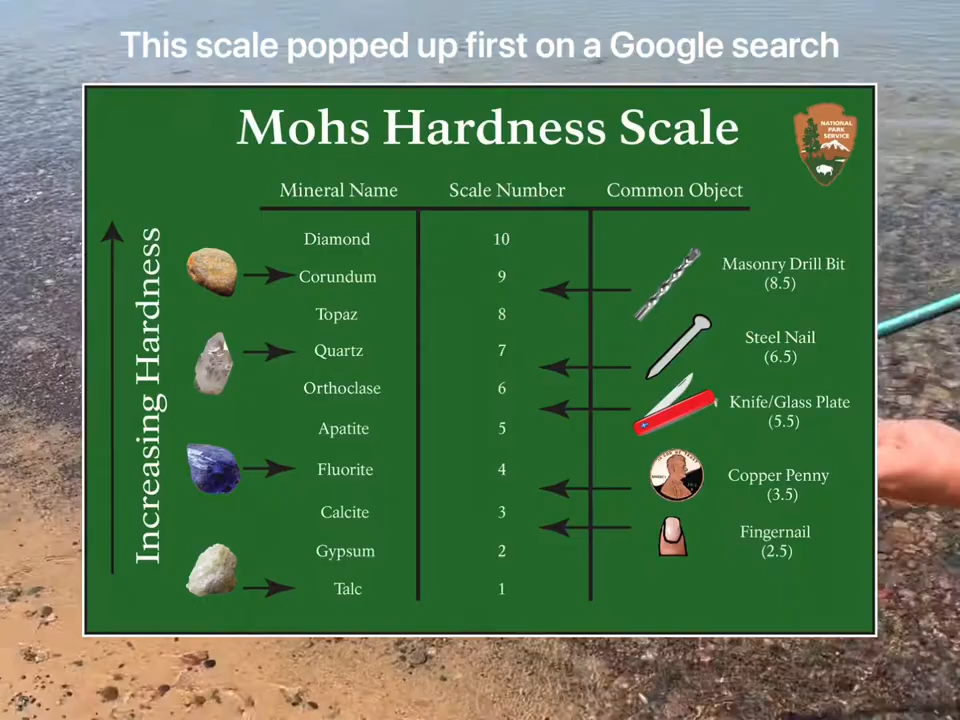 This scale popped up first on a Google search
Mohs Hardness Scale
NATIONAL
PARK
SERVICE
Mineral Name Scale Number Common Object
Increasing Hardness
Diamond 10
Masonry Drill Bit
(8.5)
Corundum 9
Topaz 8
Steel Nail
(6.5)
Quartz 7
Orthoclase 6
Knife/Glass Plate
(5.5)
Apatite 5
Fluorite 4
Copper Penny
(3.5)
Calcite 3
Fingernail
(2.5)
Gypsum 2
Talc 1